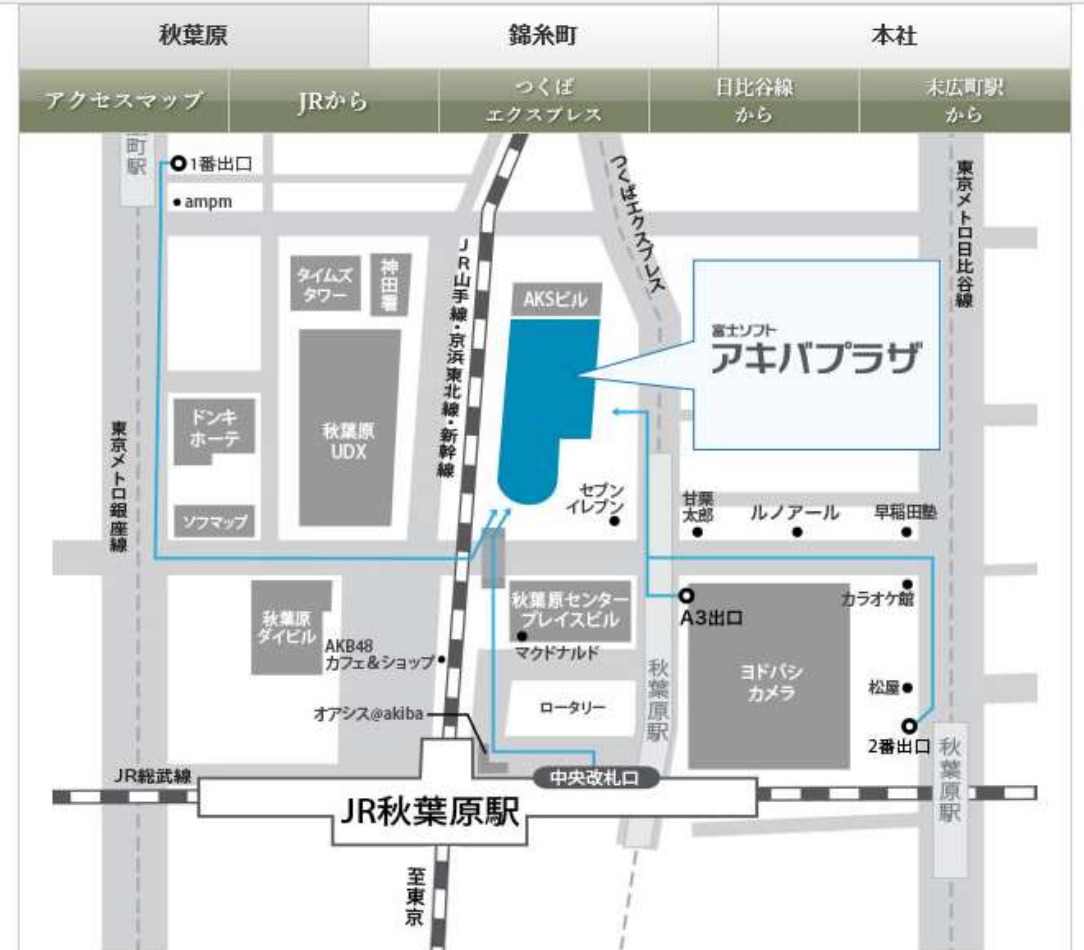 秋葉原
錦糸町
本社
アクセスマップ
JRから
つくば
エクスプレス
日比谷線
から
末広町駅
から
町駅
1番出口
ampm
つくばエクスプレス
東京メトロ日比谷線
JR山手線・京浜東北線・新幹線
タイムズ
タワー
神田署
AKSビル
富士ソフト
アキバプラザ
ドンキ
ホーテ
秋葉原
UDX
東京メトロ銀座線
ソフマップ
セブン
イレブン
甘栗
太郎
ルノアール
早稲田塾
秋葉原
ダイビル
秋葉原センター
プレイスビル
A3出口
カラオケ館
AKB48
カフェ&ショップ
マクドナルド
秋葉原駅
ヨドバシ
カメラ
松屋
オアシス@akiba
ロータリー
2番出口
秋葉原駅
JR総武線
中央改札口
JR秋葉原駅
至東京